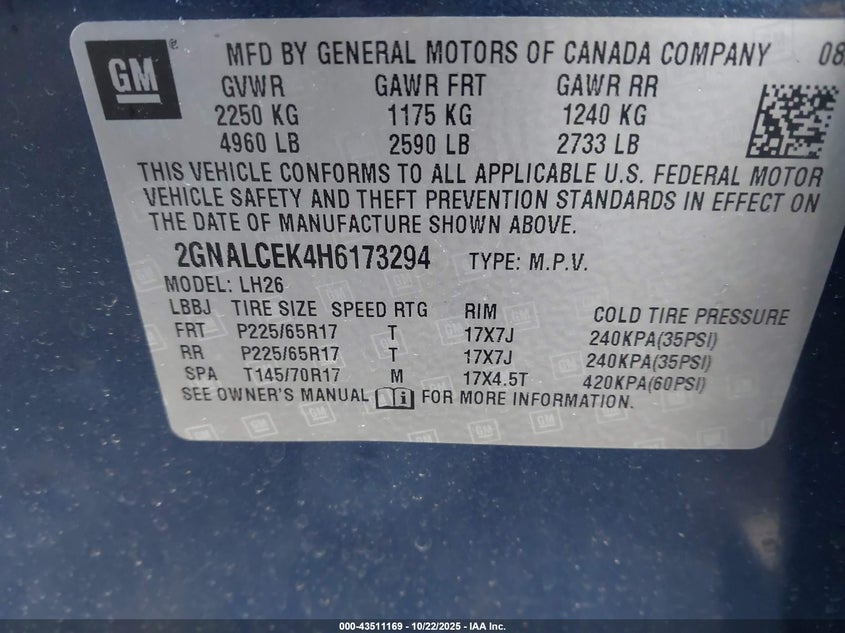 GM
®
MFD BY GENERAL MOTORS OF CANADA COMPANY 08
GVWR GAWR FRT GAWR RR
2250 KG 1175 KG 1240 KG
4960 LB 2590 LB 2733 LB
THIS VEHICLE CONFORMS TO ALL APPLICABLE U.S. FEDERAL MOTOR
VEHICLE SAFETY AND THEFT PREVENTION STANDARDS IN EFFECT ON
THE DATE OF MANUFACTURE SHOWN ABOVE.
2GNALCEK4H6173294 TYPE: M.P.V.
MODEL: LH26
LBBJ TIRE SIZE SPEED RTG RIM COLD TIRE PRESSURE
FRT P225/65R17 T 17X7J 240KPA(35PSI)
RR P225/65R17 T 17X7J 240KPA(35PSI)
SPA T145/70R17 M 17X4.5T 420KPA(60PSI)
SEE OWNER'S MANUAL i FOR MORE INFORMATION.
000-43511169 | 10/22/2025 - IAA Inc.